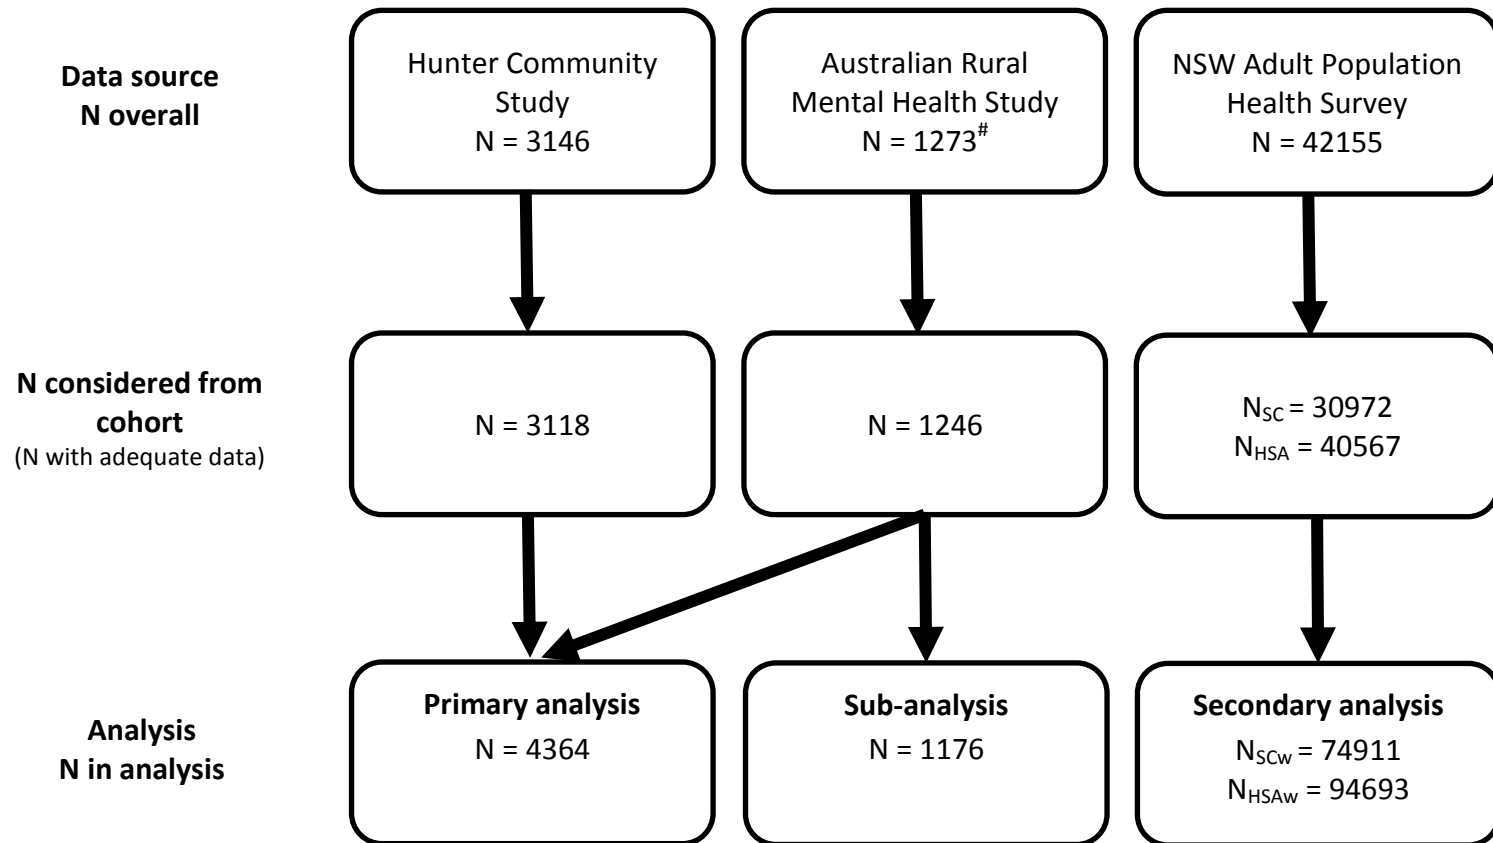 Data source
N overall
Hunter Community
Study
N = 3146
Australian Rural
Mental Health Study
N = 1273#
NSW Adult Population
Health Survey
N = 42155
N considered from
cohort
(N with adequate data)
N = 3118
N = 1246
NSC = 30972
NHSA = 40567
Analysis
N in analysis
Primary analysis
N = 4364
Sub-analysis
N = 1176
Secondary analysis
NSCw = 74911
NHSAw = 94693